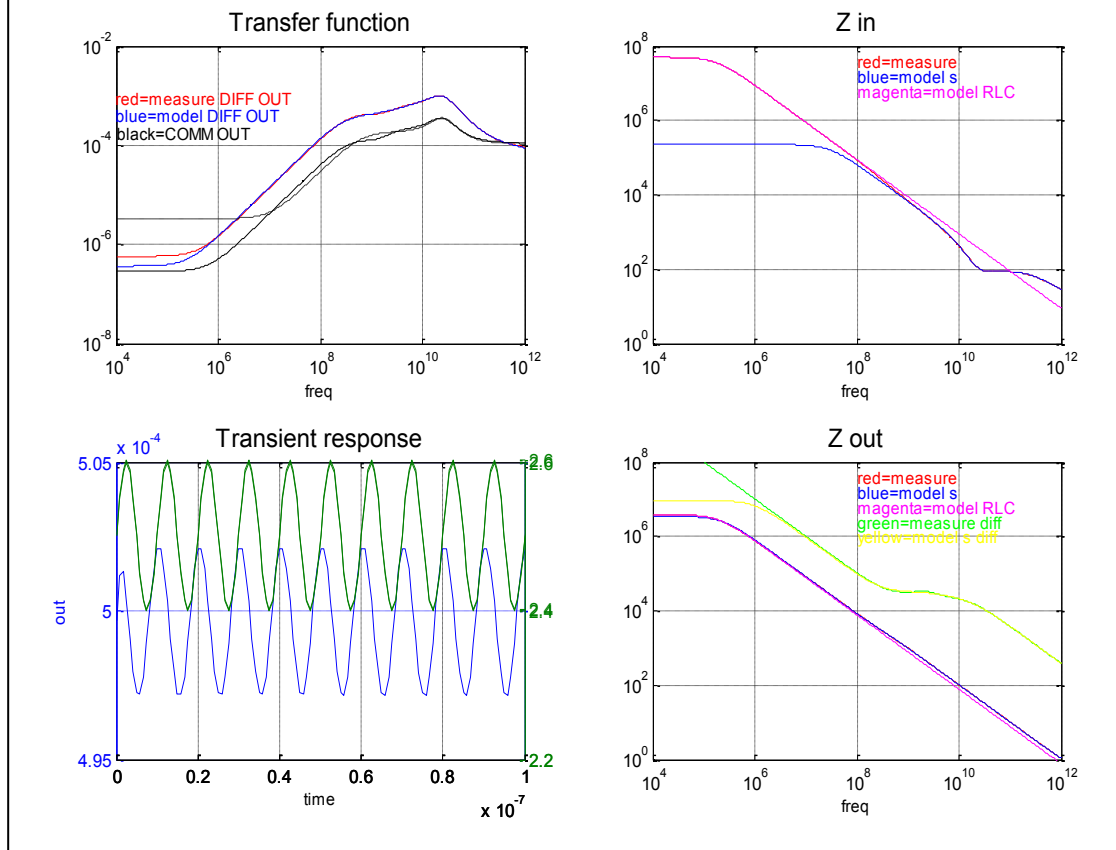 Transfer function
10^-2
red=measure DIFF OUT
blue=model DIFF OUT
black=COMM OUT
10^-4
10^-6
10^-8
10^4 10^6 10^8 10^10 10^12
freq
Z in
10^8
red=measure
blue=model s
magenta=model RLC
10^6
10^4
10^2
10^0
10^4 10^6 10^8 10^10 10^12
freq
Transient response
x 10^-4
5.05
5
4.95
out
2.6
2.4
2.2
0 0.2 0.4 0.6 0.8 1
time
x 10^-7
Z out
10^8
red=measure
blue=model s
magenta=model RLC
green=measure diff
yellow=model s diff
10^6
10^4
10^2
10^0
10^4 10^6 10^8 10^10 10^12
freq